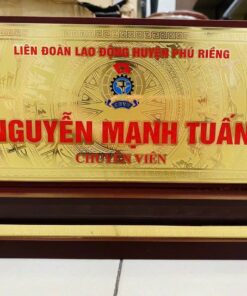 LIÊN ĐOÀN LAO ĐỘNG HUYỆN PHÚ RIỀNG
NGUYỄN MẠNH TUẤN
CHUYÊN VIÊN